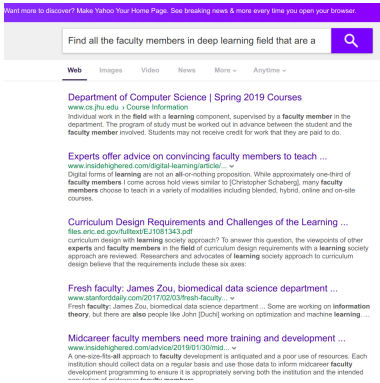 Want more to discover? Make Yahoo Your Home Page. See breaking news & more every time you open your browser.
Find all the faculty members in deep learning field that are a
Web Images Video News More Anytime
Department of Computer Science | Spring 2019 Courses
www.cs.jhu.edu › Course Information
Individual work in the field with a learning component, supervised by a faculty member in the
department. The program of study must be worked out in advance between the student and the
faculty member involved. Students may not receive credit for work that they are paid to do.
Experts offer advice on convincing faculty members to teach ...
www.insidehighered.com/digital-learning/article/...
Digital forms of learning are not an all-or-nothing proposition. While approximately one-third of
faculty members I come across hold views similar to [Christopher Schaberg], many faculty
members choose to teach in a variety of modalities including blended, hybrid, online and on-site
courses.
Curriculum Design Requirements and Challenges of the Learning ...
files.eric.ed.gov/fulltext/EJ1081343.pdf
curriculum design with learning society approach? To answer this question, the viewpoints of other
experts and faculty members in the field of curriculum design requirements with a learning society
approach are reviewed. Researchers and advocates of learning society approach to curriculum
design believe that the requirements include these six axes:
Fresh faculty: James Zou, biomedical data science department ...
www.stanforddaily.com/2017/02/03/fresh-faculty...
Fresh faculty: James Zou, biomedical data science department ... Some are working on information
theory, but there are also people like John [Duchi] working on optimization and machine learning. ...
Midcareer faculty members need more training and development ...
www.insidehighered.com/advice/2019/01/30/mid...
A one-size-fits-all approach to faculty development is antiquated and a poor use of resources. Each
institution should collect data on a regular basis and use those data to inform midcareer faculty
development programming to ensure it is appropriately serving both the institution and the intended
population of midcareer faculty members